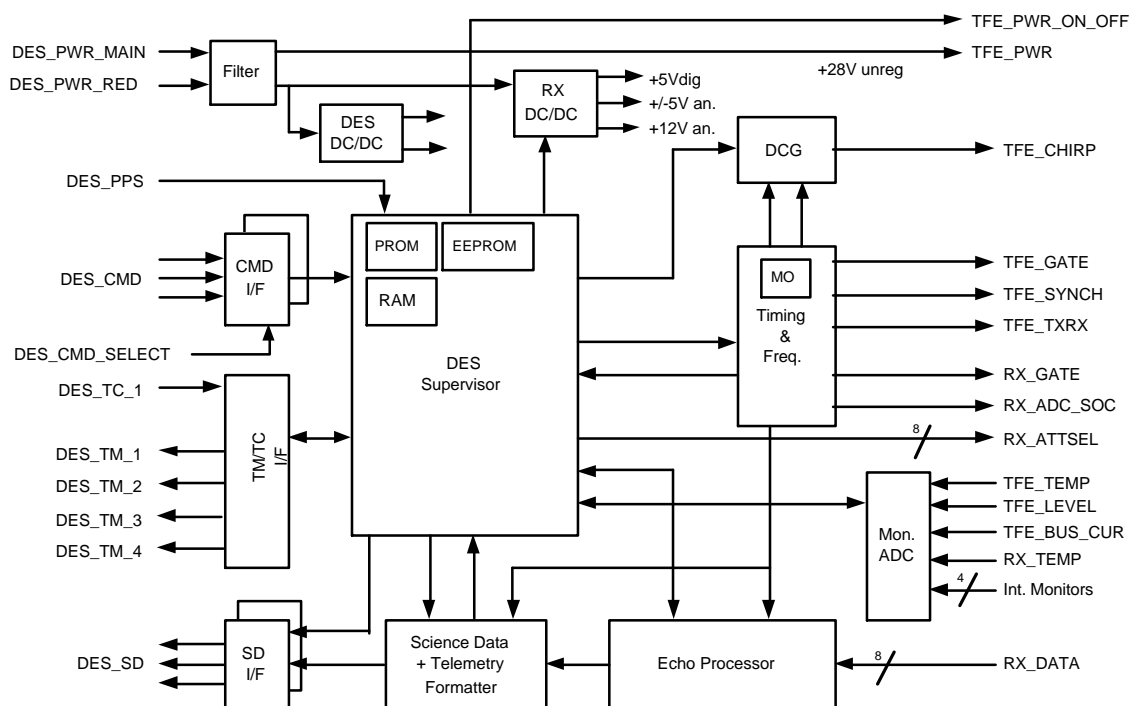 TFE_PWR_ON_OFF
DES_PWR_MAIN
TFE_PWR
Filter
+28V unreg
DES_PWR_RED
RX
DC/DC
+5Vdig
+/-5V an.
+12V an.
DES
DC/DC
DCG
TFE_CHIRP
DES_PPS
PROM
EEPROM
RAM
CMD
I/F
DES_CMD
DES_CMD_SELECT
MO
Timing
&
Freq.
TFE_GATE
TFE_SYNCH
TFE_TXRX
RX_GATE
RX_ADC_SOC
DES
Supervisor
8
RX_ATTSEL
DES_TC_1
TM/TC
I/F
DES_TM_1
DES_TM_2
DES_TM_3
DES_TM_4
Mon.
ADC
TFE_TEMP
TFE_LEVEL
TFE_BUS_CUR
RX_TEMP
4
Int. Monitors
DES_SD
SD
I/F
Science Data
+ Telemetry
Formatter
Echo Processor
8
RX_DATA